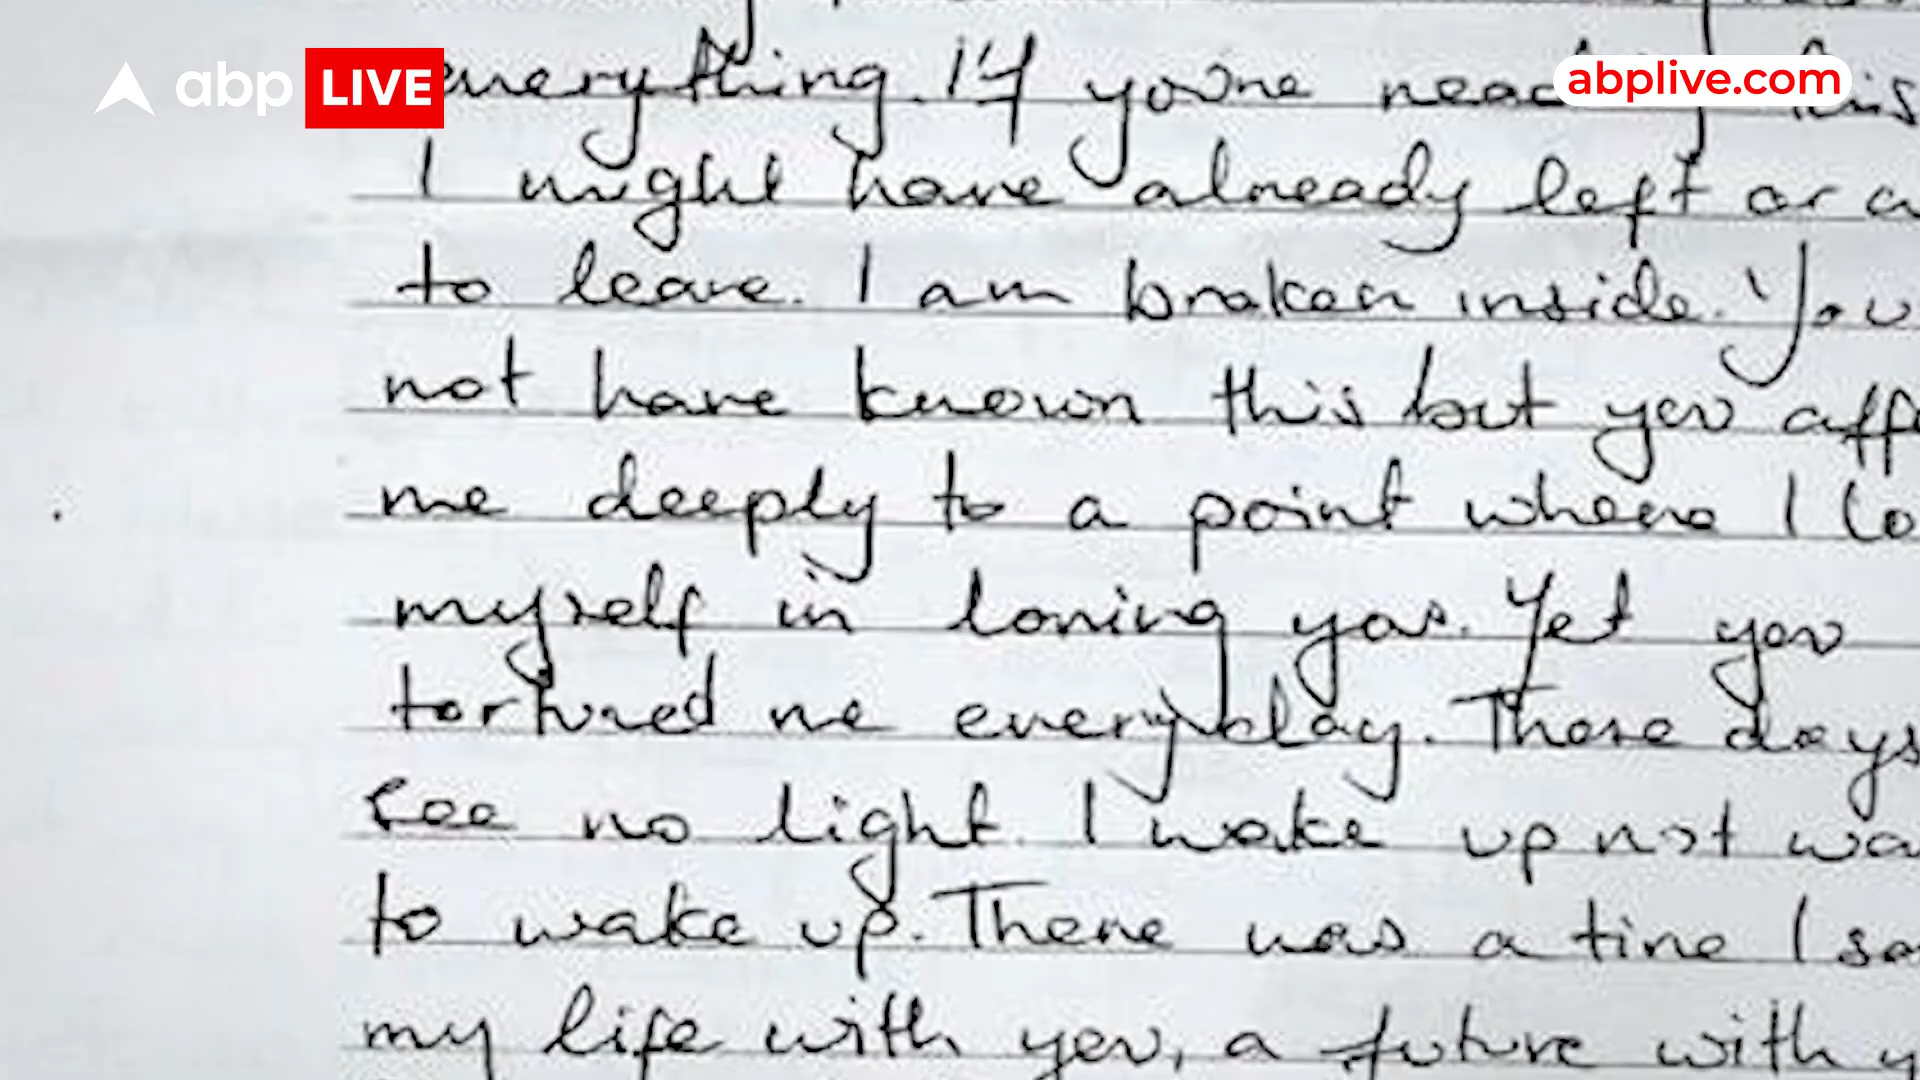 abp LIVE
abplive.com
everything. If you're
I might have already left or
to leave. I am broken inside. You
not have known this but you
me deeply to a point where I
myself in loving you. Yet you
tortured me everyday. These days
see no light. I wake up not
to wake up. There was a time I
my life with you, a future with